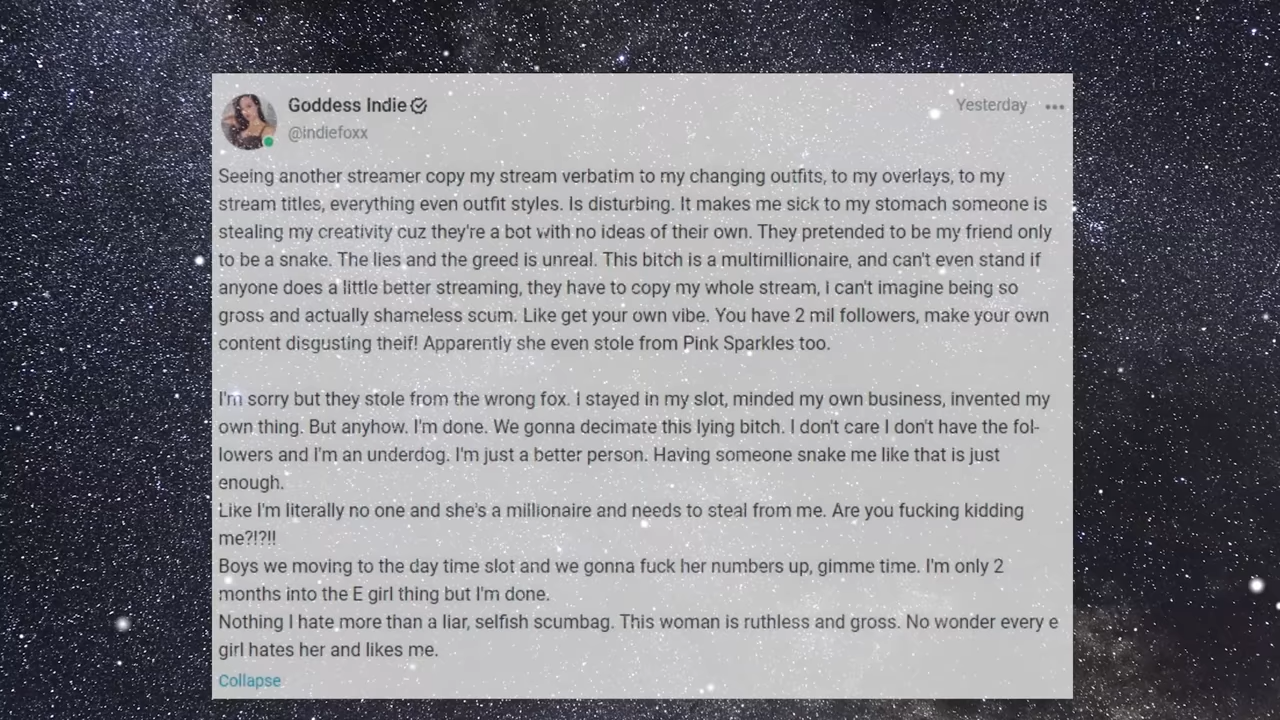 Goddess Indie
Yesterday
@indiefoxx
Seeing another streamer copy my stream verbatim to my changing outfits, to my overlays, to my
stream titles, everything even outfit styles. Is disturbing. It makes me sick to my stomach someone is
stealing my creativity cuz they're a bot with no ideas of their own. They pretended to be my friend only
to be a snake. The lies and the greed is unreal. This bitch is a multimillionaire, and can't even stand if
anyone does a little better streaming, they have to copy my whole stream, I can't imagine being so
gross and actually shameless scum. Like get your own vibe. You have 2 mil followers, make your own
content disgusting theif! Apparently she even stole from Pink Sparkles too.
I'm sorry but they stole from the wrong fox. I stayed in my slot, minded my own business, invented my
own thing. But anyhow. I'm done. We gonna decimate this lying bitch. I don't care I don't have the fol-
lowers and I'm an underdog. I'm just a better person. Having someone snake me like that is just
enough.
Like I'm literally no one and she's a millionaire and needs to steal from me. Are you fucking kidding
me?!?!!
Boys we moving to the day time slot and we gonna fuck her numbers up, gimme time. I'm only 2
months into the E girl thing but I'm done.
Nothing I hate more than a liar, selfish scumbag. This woman is ruthless and gross. No wonder every e
girl hates her and likes me.
Collapse